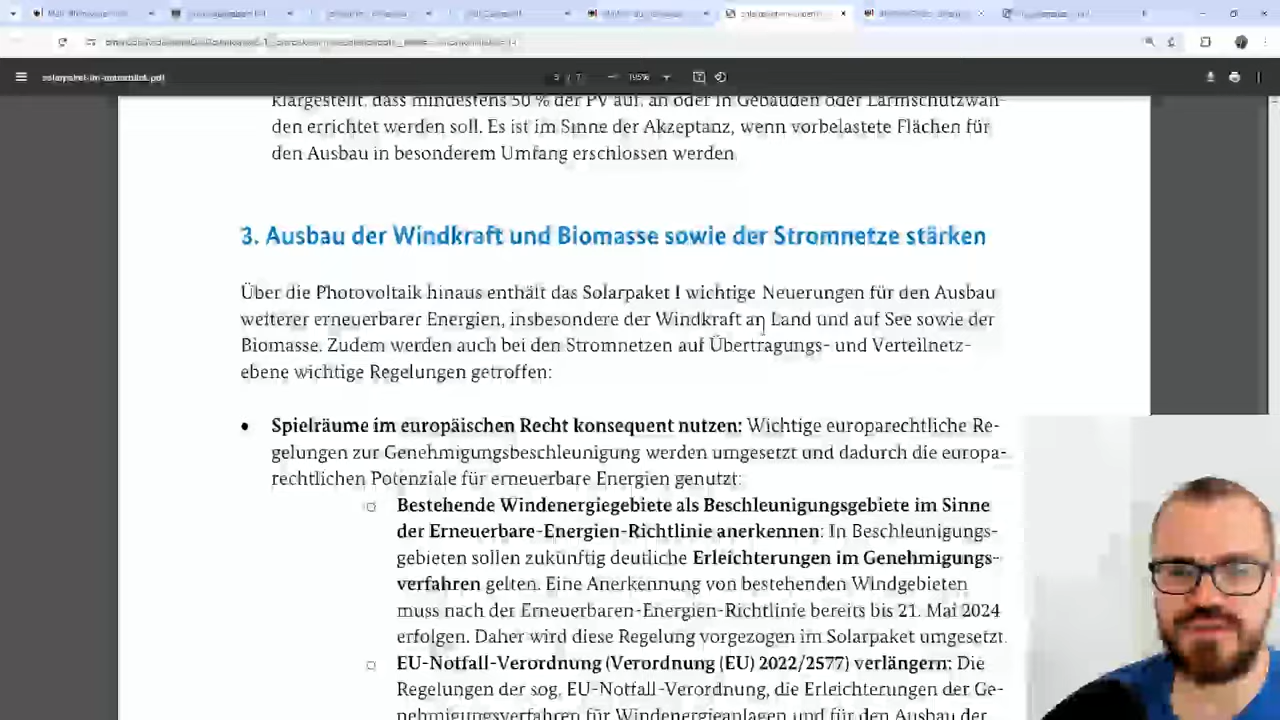 solarpaket-im-ueberblick.pdf
195%
klargestellt, dass mindestens 50 % der PV auf, an oder in Gebäuden oder Lärmschutzwän-
den errichtet werden soll. Es ist im Sinne der Akzeptanz, wenn vorbelastete Flächen für
den Ausbau in besonderem Umfang erschlossen werden
3. Ausbau der Windkraft und Biomasse sowie der Stromnetze stärken
Über die Photovoltaik hinaus enthält das Solarpaket I wichtige Neuerungen für den Ausbau
weiterer erneuerbarer Energien, insbesondere der Windkraft an Land und auf See sowie der
Biomasse. Zudem werden auch bei den Stromnetzen auf Übertragungs- und Verteilnetz-
ebene wichtige Regelungen getroffen:
• Spielräume im europäischen Recht konsequent nutzen: Wichtige europarechtliche Re-
gelungen zur Genehmigungsbeschleunigung werden umgesetzt und dadurch die europa-
rechtlichen Potenziale für erneuerbare Energien genutzt:
o Bestehende Windenergiegebiete als Beschleunigungsgebiete im Sinne
der Erneuerbare-Energien-Richtlinie anerkennen: In Beschleunigungs-
gebieten sollen zukünftig deutliche Erleichterungen im Genehmigungs-
verfahren gelten. Eine Anerkennung von bestehenden Windgebieten
muss nach der Erneuerbaren-Energien-Richtlinie bereits bis 21. Mai 2024
erfolgen. Daher wird diese Regelung vorgezogen im Solarpaket umgesetzt.
o EU-Notfall-Verordnung (Verordnung (EU) 2022/2577) verlängern: Die
Regelungen der sog. EU-Notfall-Verordnung, die Erleichterungen der Ge-
nehmigungsverfahren für Windenergieanlagen und für den Ausbau der